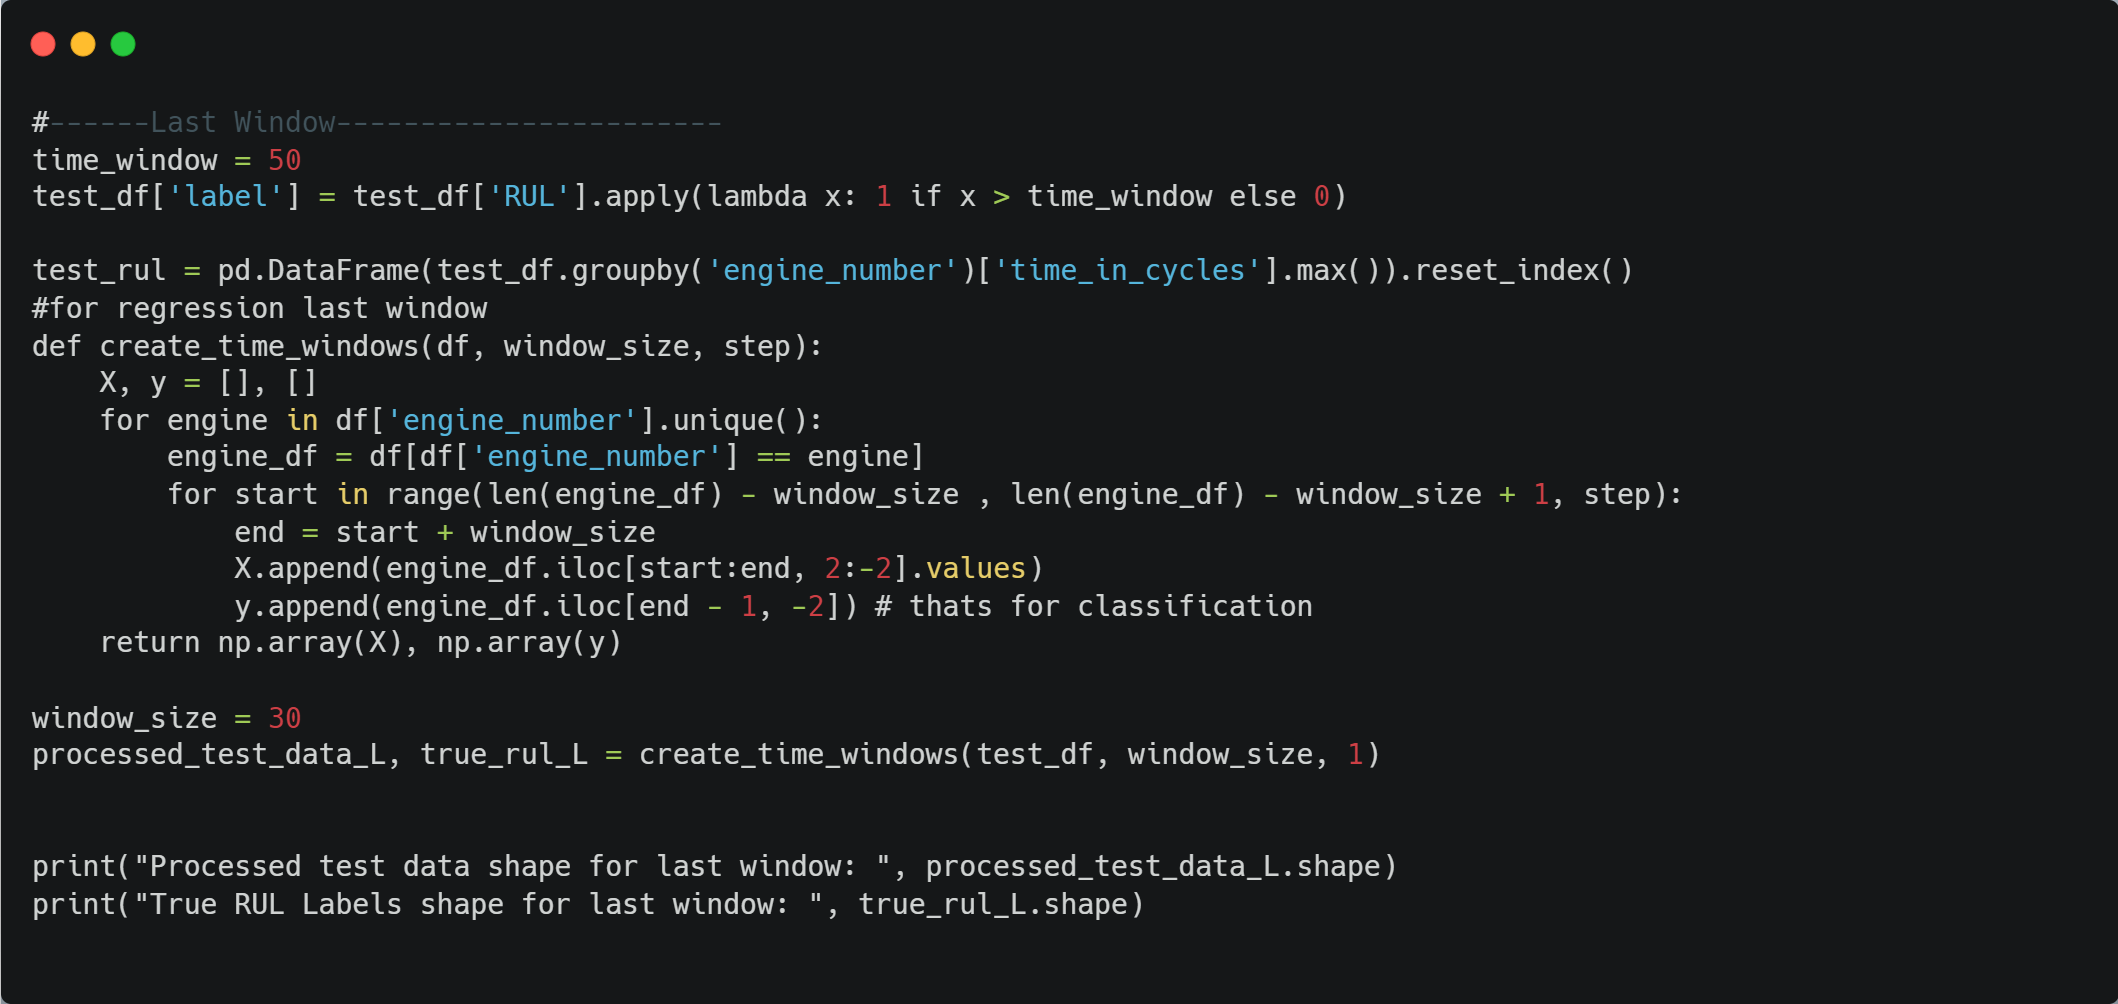 #------Last Window-----------------------
time_window = 50
test_df['label'] = test_df['RUL'].apply(lambda x: 1 if x > time_window else 0)
test_rul = pd.DataFrame(test_df.groupby('engine_number')['time_in_cycles'].max()).reset_index()
#for regression last window
def create_time_windows(df, window_size, step):
    X, y = [], []
    for engine in df['engine_number'].unique():
        engine_df = df[df['engine_number'] == engine]
        for start in range(len(engine_df) - window_size , len(engine_df) - window_size + 1, step):
            end = start + window_size
            X.append(engine_df.iloc[start:end, 2:-2].values)
            y.append(engine_df.iloc[end - 1, -2]) # thats for classification
    return np.array(X), np.array(y)
window_size = 30
processed_test_data_L, true_rul_L = create_time_windows(test_df, window_size, 1)
print("Processed test data shape for last window: ", processed_test_data_L.shape)
print("True RUL Labels shape for last window: ", true_rul_L.shape)